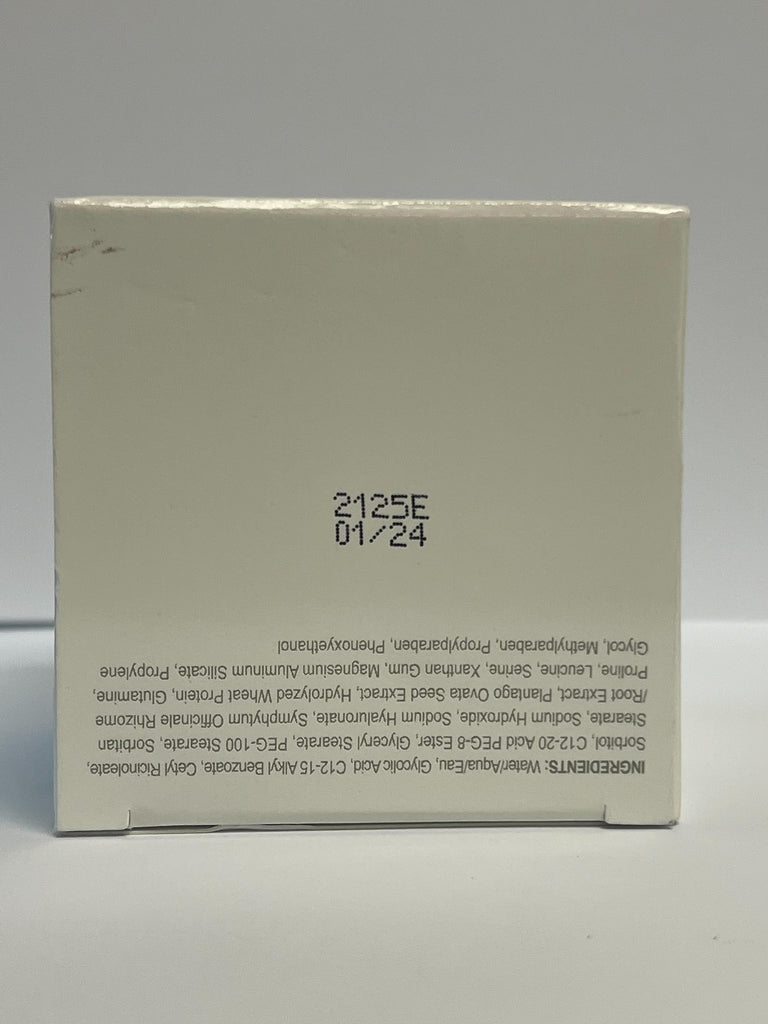 2125E
01/24
INGREDIENTS: Water/Aqua/Eau, Glycolic Acid, C12-15 Alkyl Benzoate, Cetyl Ricinoleate,
Sorbitol, C12-20 Acid PEG-8 Ester, Glyceryl Stearate, PEG-100 Stearate, Sorbitan
Stearate, Sodium Hydroxide, Sodium Hyaluronate, Symphytum Officinale Rhizome
/Root Extract, Plantago Ovata Seed Extract, Hydrolyzed Wheat Protein, Glutamine,
Proline, Leucine, Serine, Xanthan Gum, Magnesium Aluminum Silicate, Propylene
Glycol, Methylparaben, Propylparaben, Phenoxyethanol